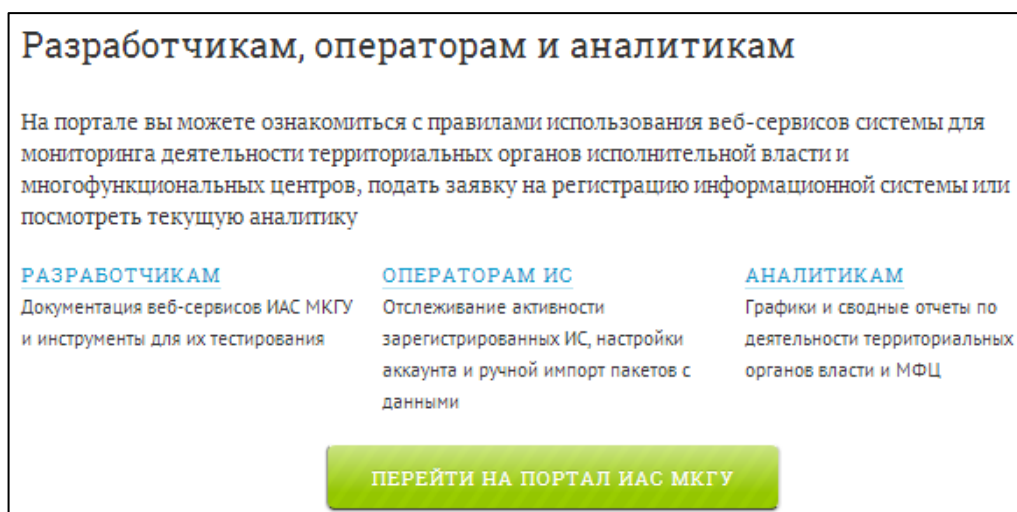 Разработчикам, операторам и аналитикам
На портале вы можете ознакомиться с правилами использования веб-сервисов системы для
мониторинга деятельности территориальных органов исполнительной власти и
многофункциональных центров, подать заявку на регистрацию информационной системы или
посмотреть текущую аналитику
РАЗРАБОТЧИКАМ
Документация веб-сервисов ИАС МКГУ
и инструменты для их тестирования
ОПЕРАТОРАМ ИС
Отслеживание активности
зарегистрированных ИС, настройки
аккаунта и ручной импорт пакетов с
данными
АНАЛИТИКАМ
Графики и сводные отчеты по
деятельности территориальных
органов власти и МФЦ
ПЕРЕЙТИ НА ПОРТАЛ ИАС МКГУ